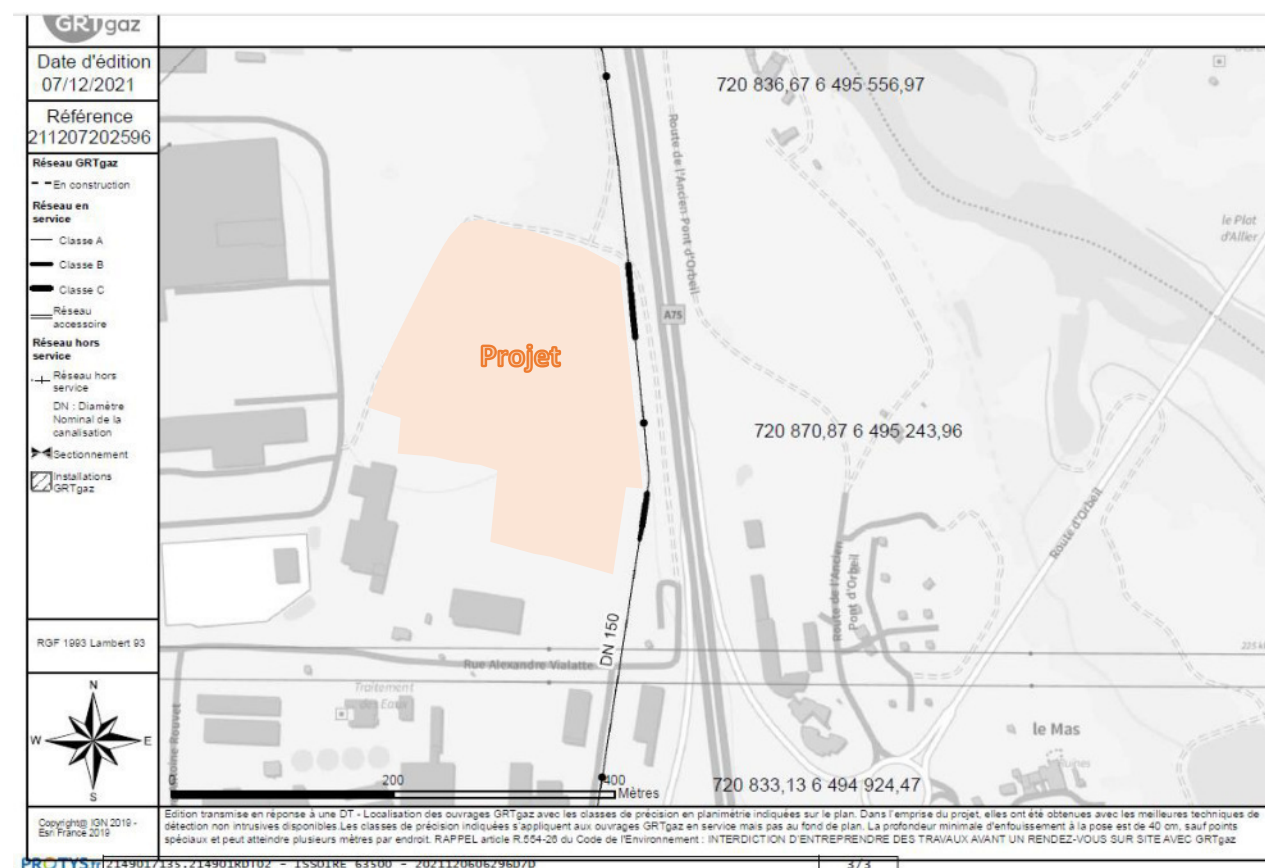 GRTgaz
Date d'édition
07/12/2021
Référence
211207202596
Réseau GRTgaz
En construction
Réseau en
service
Classe A
Classe B
Classe C
Réseau
accessoire
Réseau hors
service
Réseau hors
service
DN : Diamètre
Nominal de la
canalisation
Sectionnement
Installations
GRTgaz
RGF 1993 Lambert 93
N
W
E
S
Copyright@ IGN 2019 -
Esri France 2019
720 836,67 6 495 556,97
Route de l'Ancien Pont d'Orbeil
le Plot
d'Allier
A75
Projet
720 870,87 6 495 243,96
Route d'Orbeil
Route de l'Ancien
Pont d'Orbeil
DN 150
Rue Alexandre Vialatte
Traitement
des Eaux
le Mas
0
200
400
Mètres
720 833,13 6 494 924,47
Edition transmise en réponse à une DT - Localisation des ouvrages GRTgaz avec les classes de précision en planimétrie indiquées sur le plan. Dans l'emprise du projet, elles ont été obtenues avec les meilleures techniques de
détection non intrusives disponibles.Les classes de précision indiquées s'appliquent aux ouvrages GRTgaz en service mais pas au fond de plan. La profondeur minimale d'enfouissement à la pose est de 40 cm, sauf points
spéciaux et peut atteindre plusieurs mètres par endroit. RAPPEL article R.554-26 du Code de l'Environnement : INTERDICTION D'ENTREPRENDRE DES TRAVAUX AVANT UN RENDEZ-VOUS SUR SITE AVEC GRTgaz
PROTYS.fr 2149017135.214901RDT02 - ISSOIRE 63500 - 2021120606296D7D 3/3